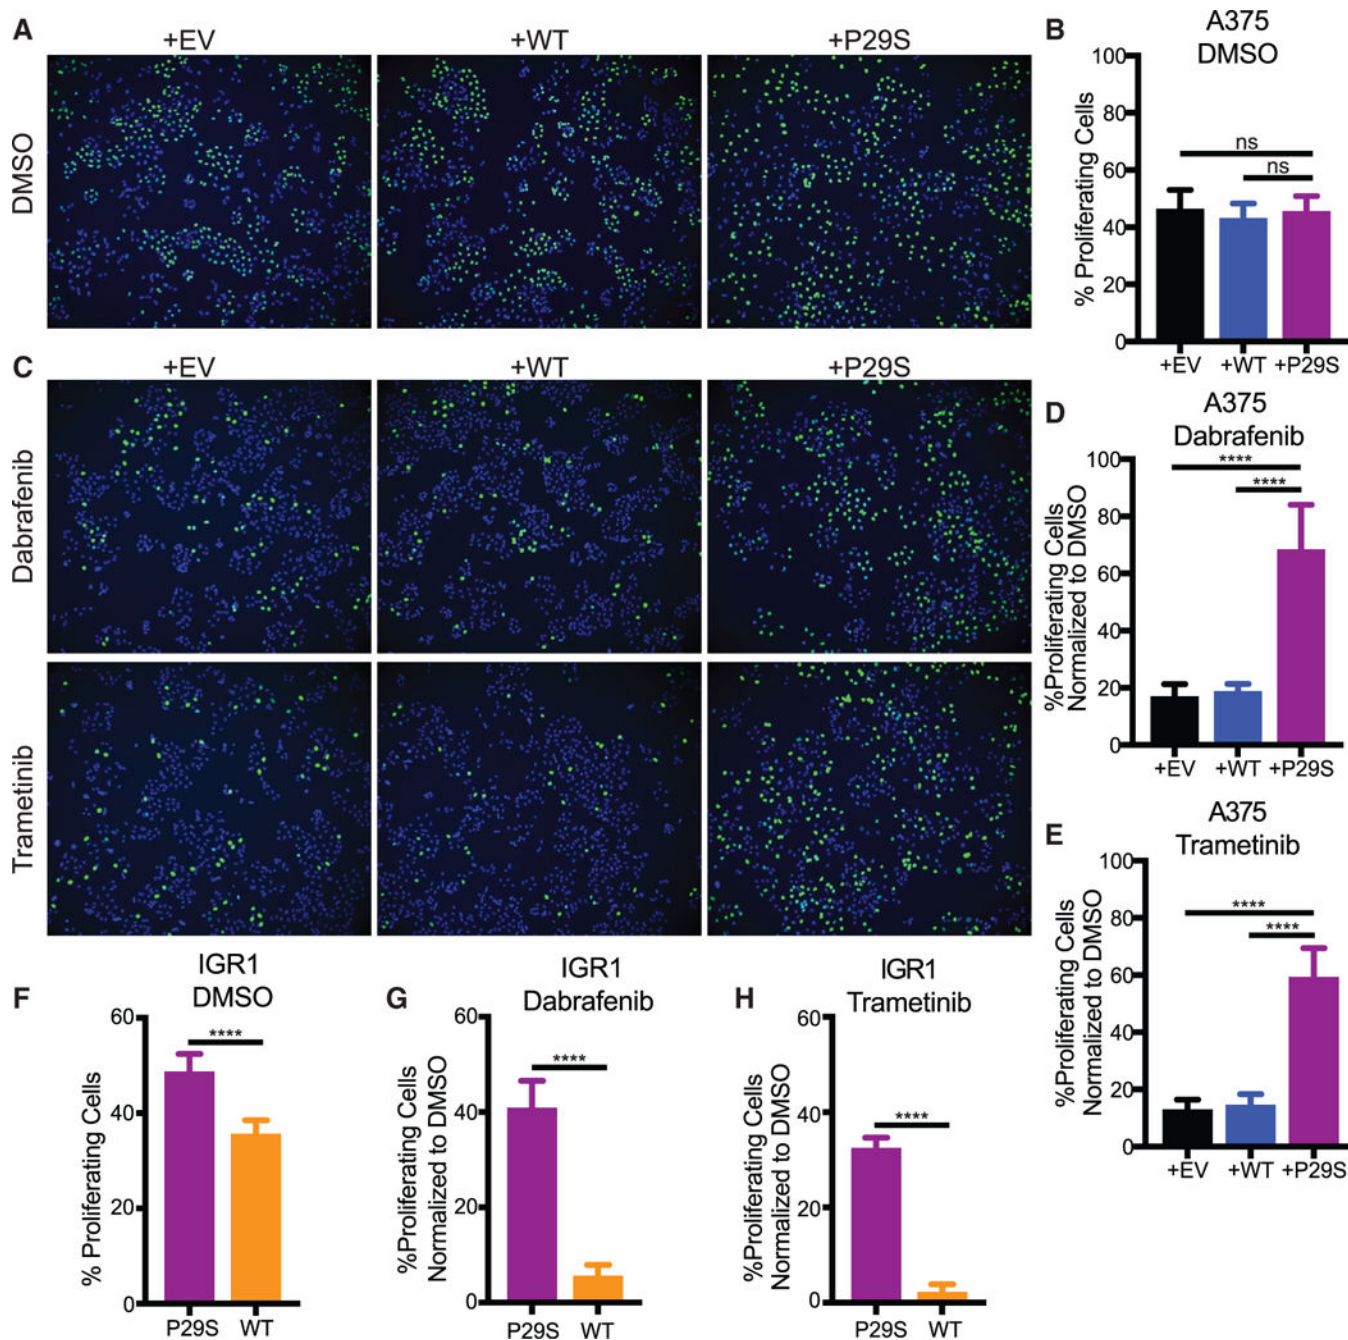 A
+EV
+WT
+P29S
DMSO
B
A375
DMSO
% Proliferating Cells
100
80
60
40
20
0
ns
ns
+EV
+WT
+P29S
C
+EV
+WT
+P29S
Dabrafenib
Trametinib
D
A375
Dabrafenib
%Proliferating Cells
Normalized to DMSO
100
80
60
40
20
0
****
****
+EV
+WT
+P29S
E
A375
Trametinib
%Proliferating Cells
Normalized to DMSO
100
80
60
40
20
0
****
****
+EV
+WT
+P29S
F
IGR1
DMSO
% Proliferating Cells
60
40
20
0
****
P29S
WT
G
IGR1
Dabrafenib
%Proliferating Cells
Normalized to DMSO
60
40
20
0
****
P29S
WT
H
IGR1
Trametinib
%Proliferating Cells
Normalized to DMSO
60
40
20
0
****
P29S
WT